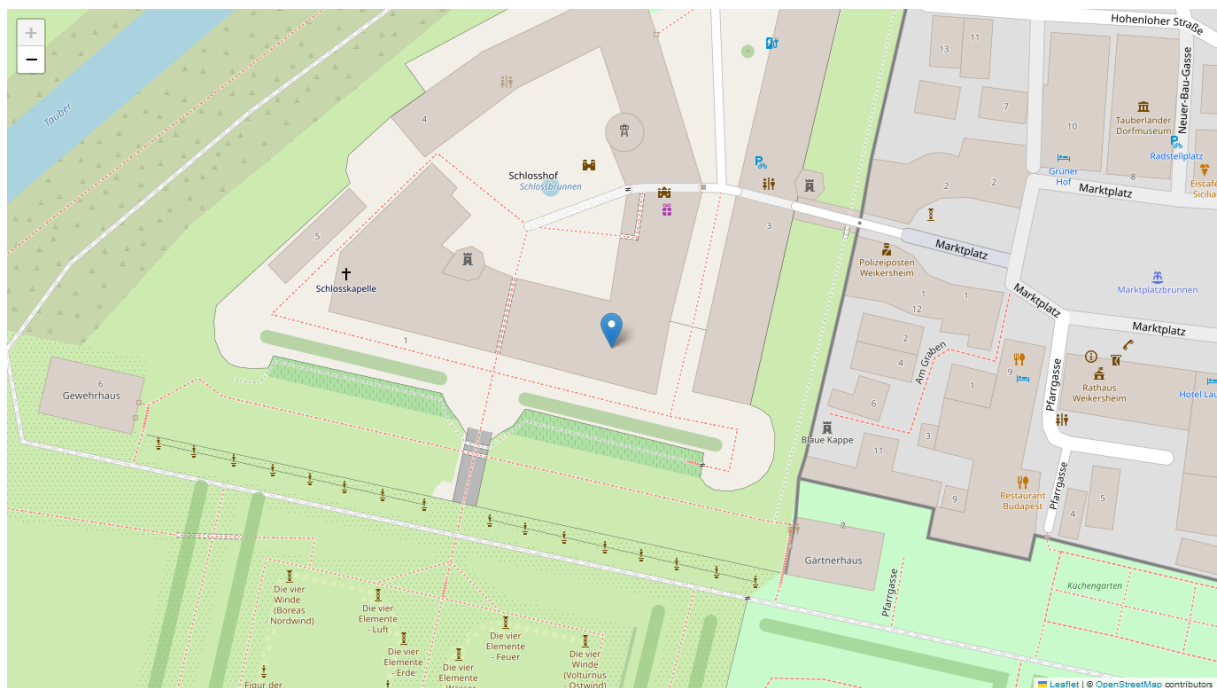 +
−
Hohenloher Straße
13
11
Neuer-Bau-Gasse
Tauber
4
7
10
Tauberländer
Dorfmuseum
Radstellplatz
Grüner
Hof
8
Eiscafé
Sicilia
Schlosshof
Schlossbrunnen
2
2
Marktplatz
3
5
Marktplatz
Polizeiposten
Weikersheim
Schlosskapelle
Marktplatzbrunnen
1
1
12
Marktplatz
Marktplatz
1
2
4
Am Graben
9
1
6
Gewehrhaus
6
Pfarrgasse
Rathaus
Weikersheim
Hotel Lau
3
Blaue Kappe
11
Pfarrgasse
Restaurant
Budapest
9
5
4
7
Gärtnerhaus
Pfarrgasse
Küchengarten
Die vier
Winde
(Boreas
- Nordwind)
Die vier
Elemente
- Luft
Die vier
Elemente
- Feuer
Die vier
Elemente
- Erde
Die vier
Winde
(Volturnus
- Ostwind)
Die vier
Elemente
Figur der
Leaflet | © OpenStreetMap contributors